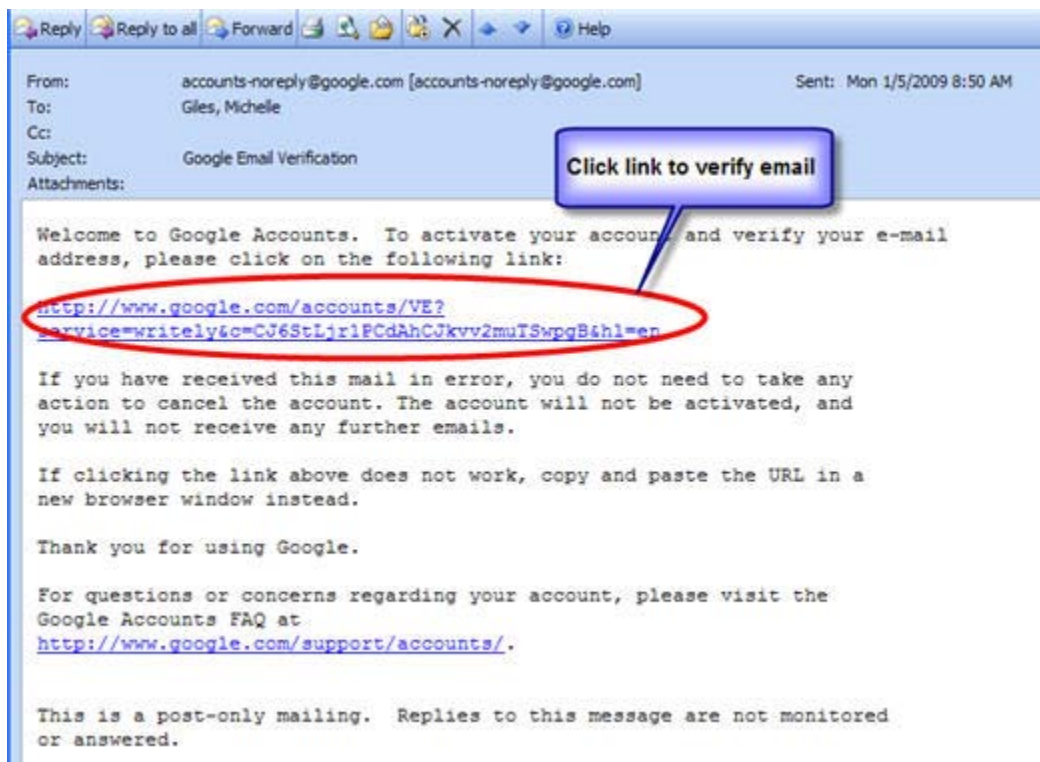 Reply Reply to all Forward Help
From: accounts-noreply@google.com [accounts-noreply@google.com] Sent: Mon 1/5/2009 8:50 AM
To: Giles, Michelle
Cc:
Subject: Google Email Verification
Attachments:
Click link to verify email
Welcome to Google Accounts. To activate your account and verify your e-mail
address, please click on the following link:
http://www.google.com/accounts/VE?
service=writely&c=CJ6StLjr1PCdAhCJkvv2muTSwpgB&hl=en
If you have received this mail in error, you do not need to take any
action to cancel the account. The account will not be activated, and
you will not receive any further emails.
If clicking the link above does not work, copy and paste the URL in a
new browser window instead.
Thank you for using Google.
For questions or concerns regarding your account, please visit the
Google Accounts FAQ at
http://www.google.com/support/accounts/.
This is a post-only mailing. Replies to this message are not monitored
or answered.